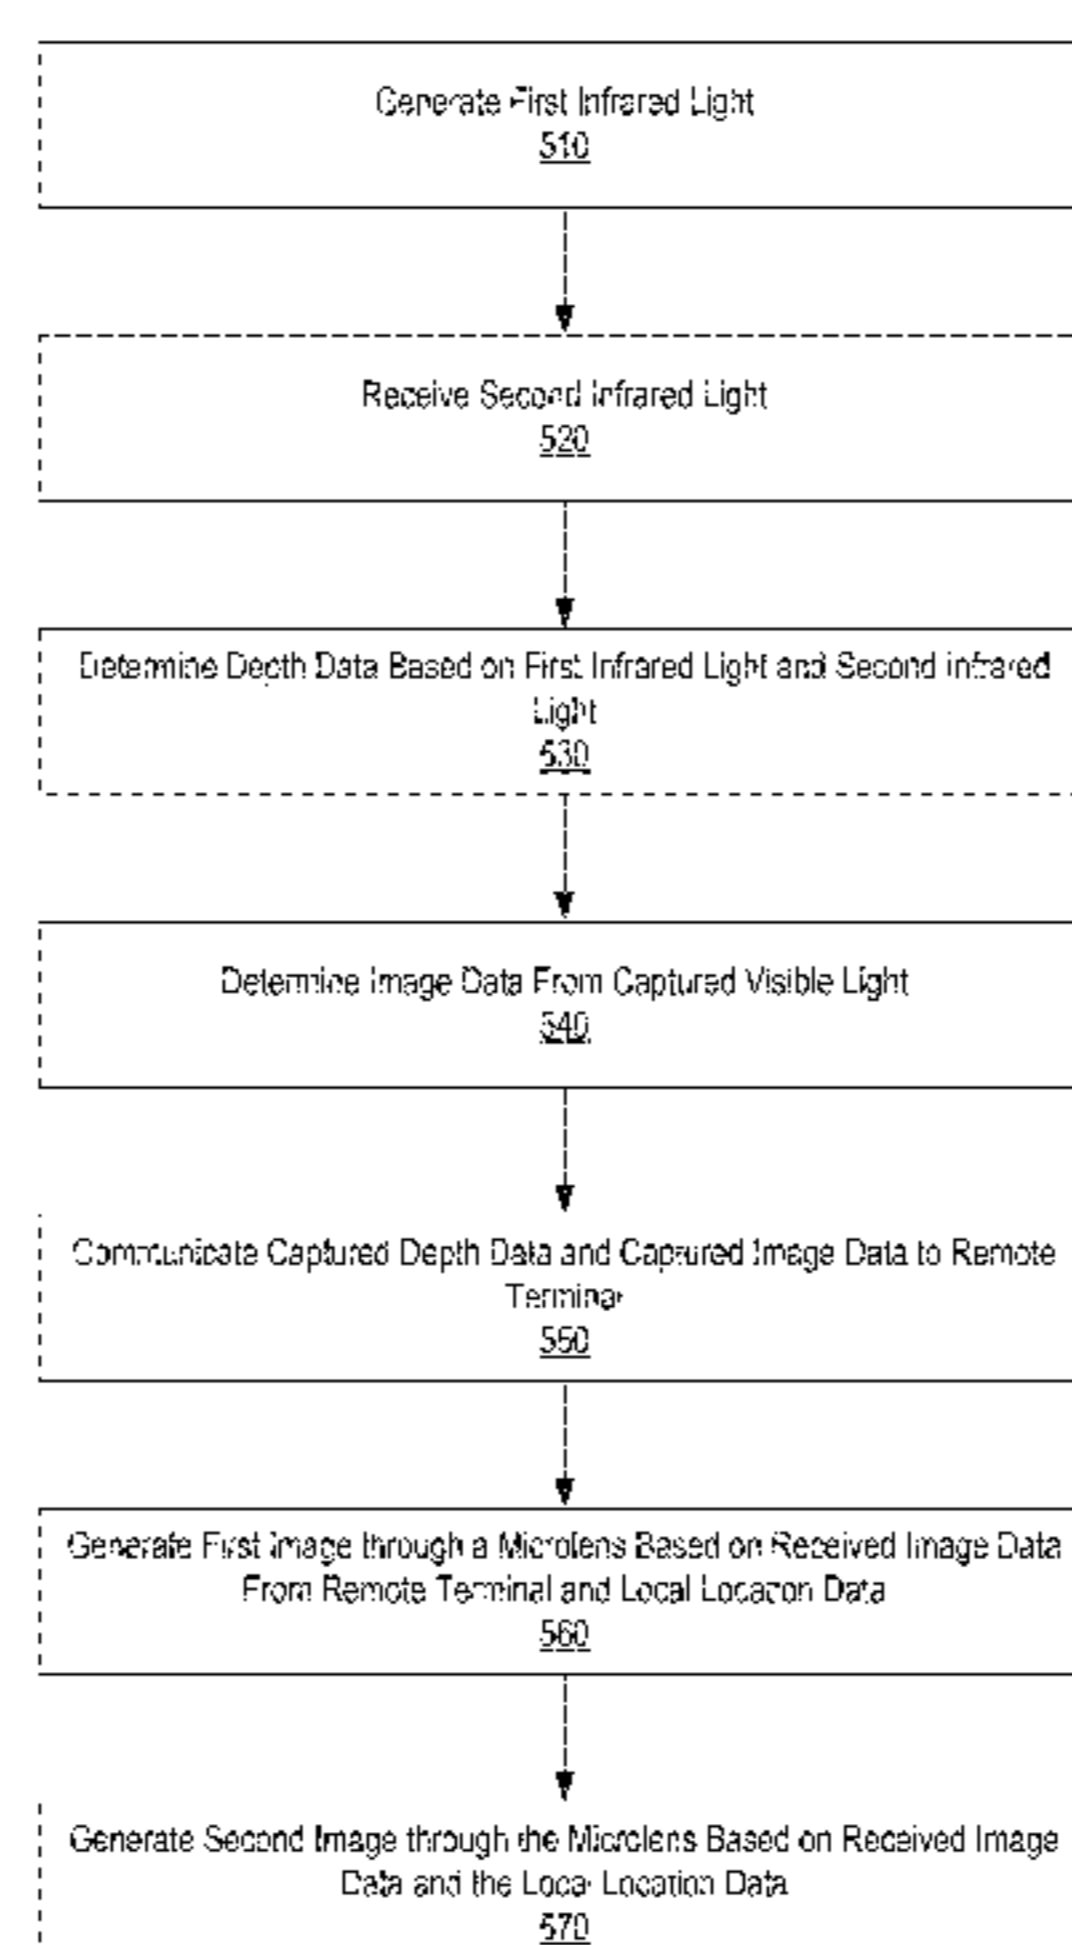 Generate First Infrared Light
510
Receive Second Infrared Light
520
Determine Depth Data Based on First Infrared Light and Second Infrared
Light
530
Determine Image Data From Captured Visible Light
540
Communicate Captured Depth Data and Captured Image Data to Remote
Terminal
550
Generate First Image through a Microlens Based on Received Image Data
From Remote Terminal and Local Location Data
560
Generate Second Image through the Microlens Based on Received Image
Data and the Local Location Data
570